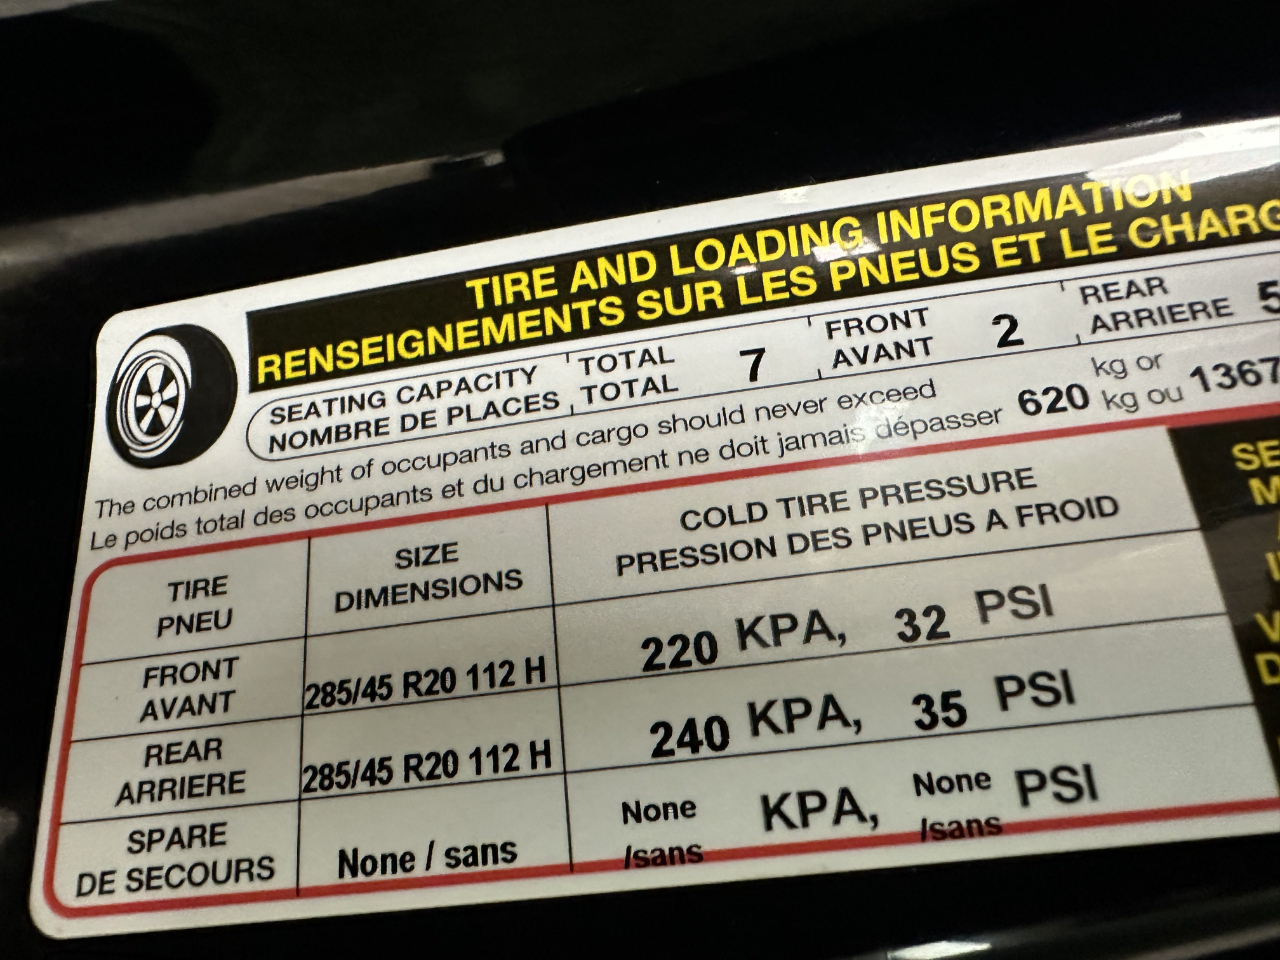 TIRE AND LOADING INFORMATION
RENSEIGNEMENTS SUR LES PNEUS ET LE CHARG
SEATING CAPACITY TOTAL 7 FRONT 2 REAR 5
NOMBRE DE PLACES TOTAL AVANT ARRIERE
The combined weight of occupants and cargo should never exceed 620 kg or 1367
Le poids total des occupants et du chargement ne doit jamais dépasser kg ou
TIRE SIZE COLD TIRE PRESSURE
PNEU DIMENSIONS PRESSION DES PNEUS A FROID
FRONT 285/45 R20 112 H 220 KPA, 32 PSI
AVANT
REAR 285/45 R20 112 H 240 KPA, 35 PSI
ARRIERE
SPARE None / sans None /sans KPA, None /sans PSI
DE SECOURS
SE
M